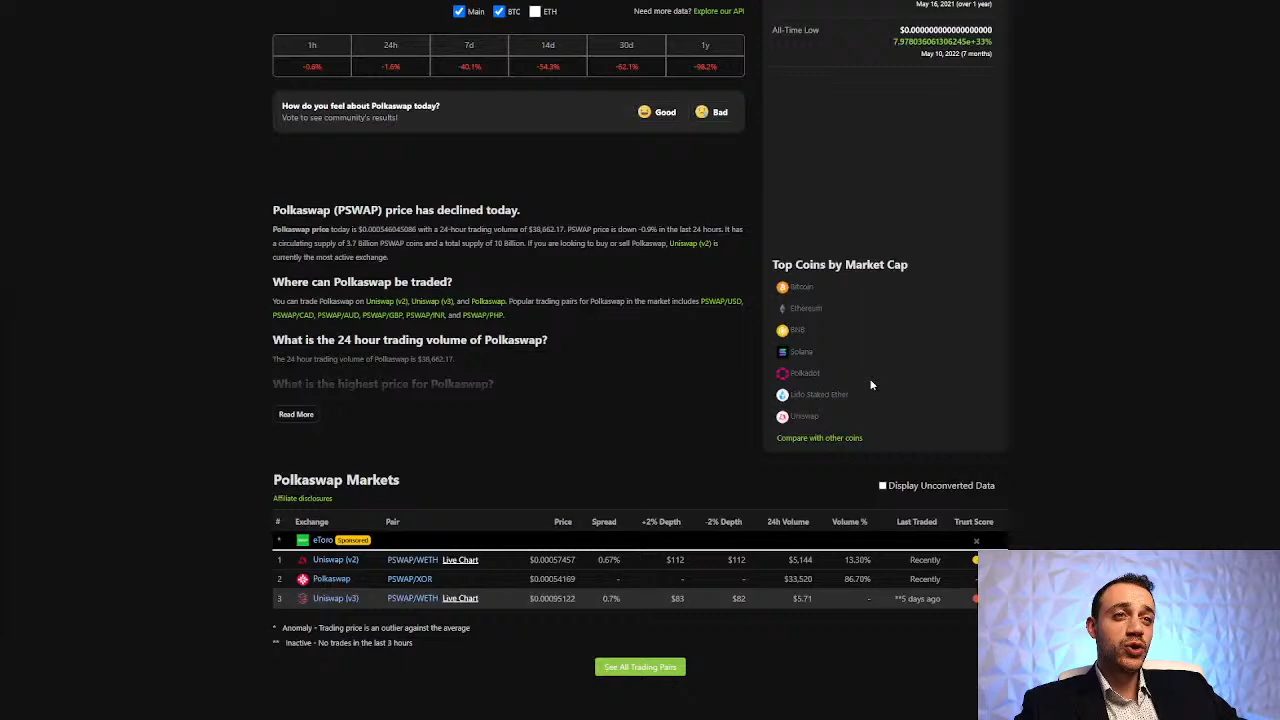 Main BTC ETH
Need more data? Explore our API
1h 24h 7d 14d 30d 1y
-0.6% -1.6% -40.1% -54.3% -62.1% -98.2%
How do you feel about Polkaswap today?
Vote to see community's results!
Good Bad
Polkaswap (PSWAP) price has declined today.
Polkaswap price today is $0.000546045086 with a 24-hour trading volume of $38,662.17. PSWAP price is down -0.9% in the last 24 hours. It has
a circulating supply of 3.7 Billion PSWAP coins and a total supply of 10 Billion. If you are looking to buy or sell Polkaswap, Uniswap (v2) is
currently the most active exchange.
Where can Polkaswap be traded?
You can trade Polkaswap on Uniswap (v2), Uniswap (v3), and Polkaswap. Popular trading pairs for Polkaswap in the market includes PSWAP/USD,
PSWAP/CAD, PSWAP/AUD, PSWAP/GBP, PSWAP/INR, and PSWAP/PHP.
What is the 24 hour trading volume of Polkaswap?
The 24 hour trading volume of Polkaswap is $38,662.17.
What is the highest price for Polkaswap?
Read More
May 16, 2021 (over 1 year)
All-Time Low $0.000000000000000000
7.978036061306245e+33%
May 10, 2022 (7 months)
Top Coins by Market Cap
Bitcoin
Ethereum
BNB
Solana
Polkadot
Lido Staked Ether
Uniswap
Compare with other coins
Polkaswap Markets
Affiliate disclosures
Display Unconverted Data
# Exchange Pair Price Spread +2% Depth -2% Depth 24h Volume Volume % Last Traded Trust Score
* eToro Sponsored ×
1 Uniswap (v2) PSWAP/WETH Live Chart $0.00057457 0.67% $112 $112 $5,144 13.30% Recently
2 Polkaswap PSWAP/XOR $0.00054169 - - - $33,520 86.70% Recently -
3 Uniswap (v3) PSWAP/WETH Live Chart $0.00095122 0.7% $83 $82 $5.71 - **5 days ago
* Anomaly - Trading price is an outlier against the average
** Inactive - No trades in the last 3 hours
See All Trading Pairs